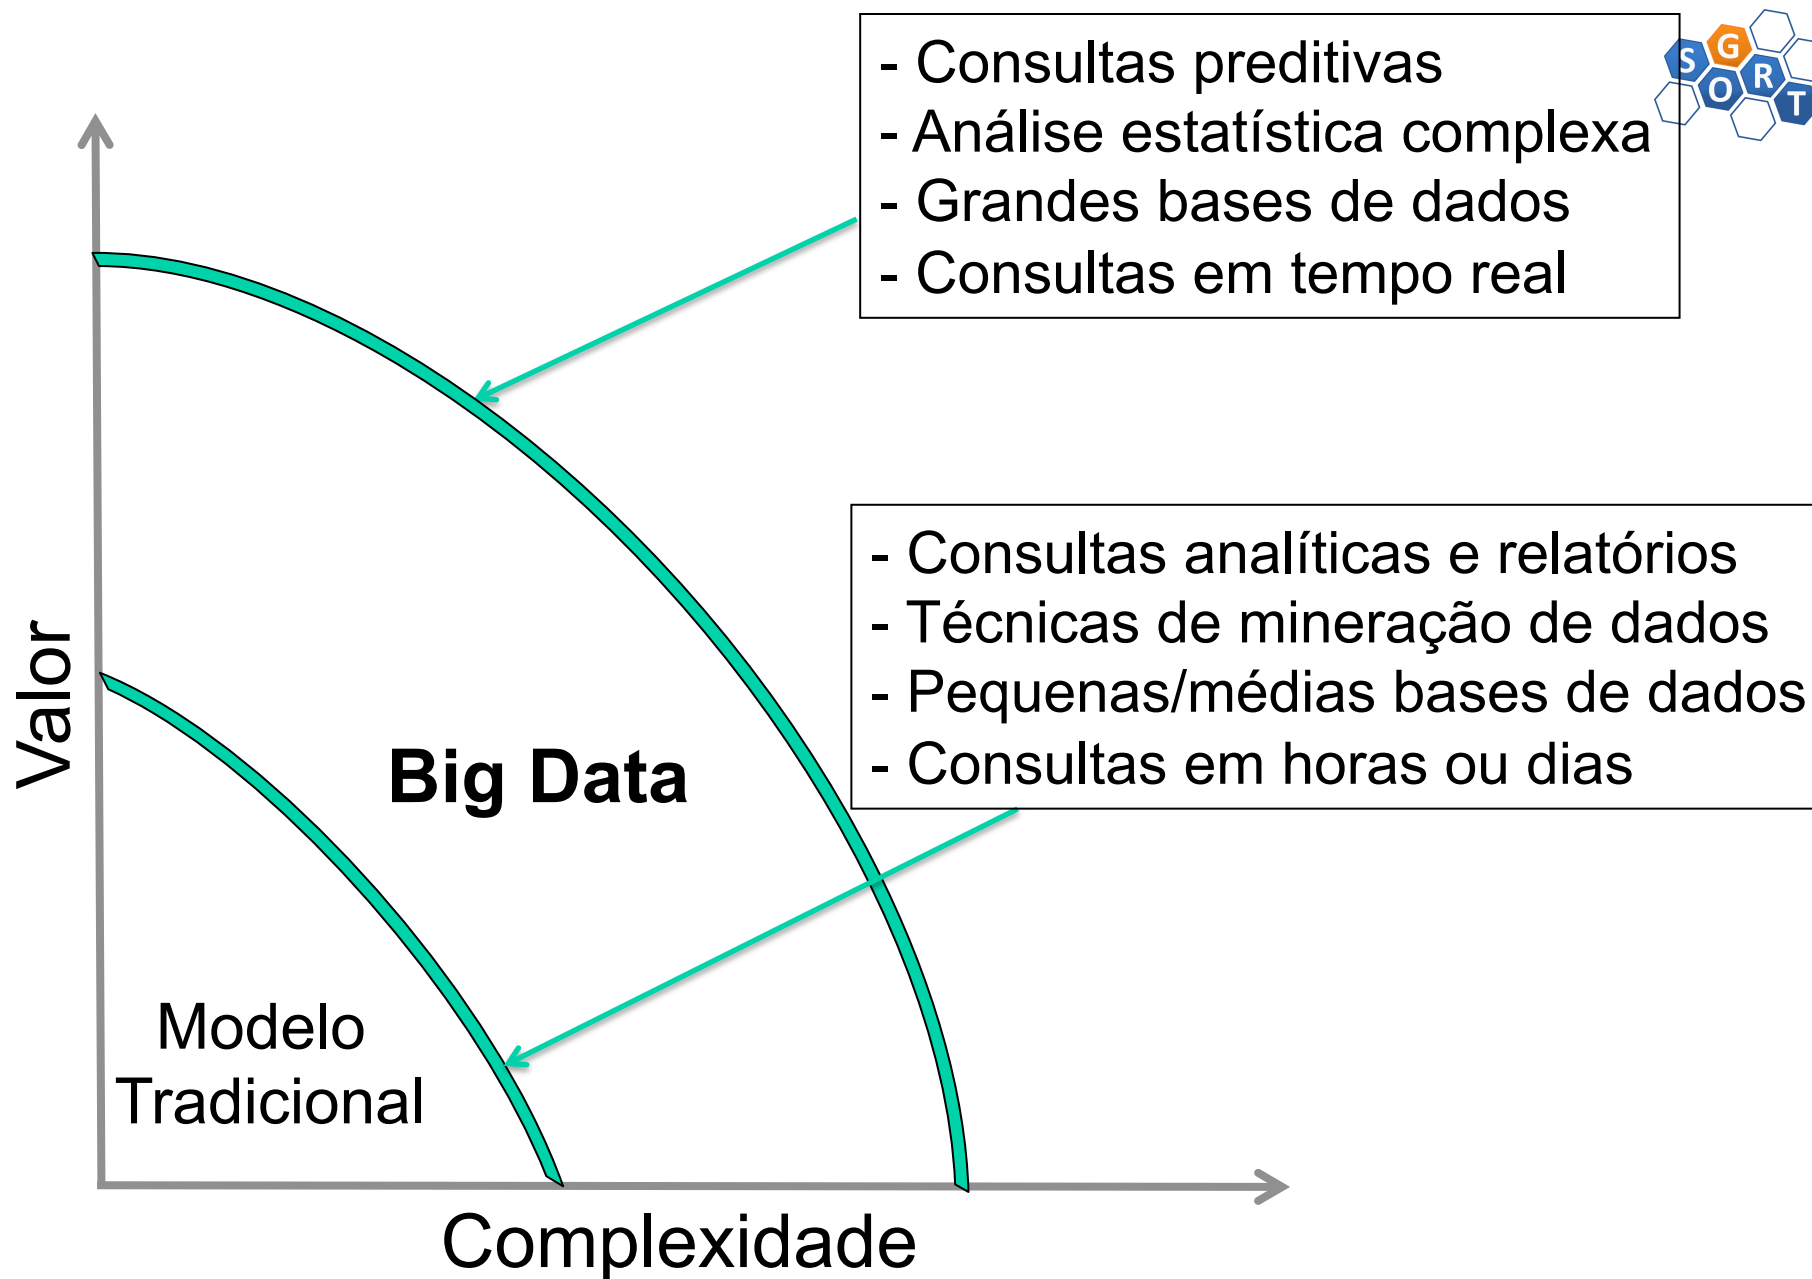 - Consultas preditivas
- Análise estatística complexa
- Grandes bases de dados
- Consultas em tempo real
SGORT
- Consultas analíticas e relatórios
- Técnicas de mineração de dados
- Pequenas/médias bases de dados
- Consultas em horas ou dias
Valor
Big Data
Modelo
Tradicional
Complexidade